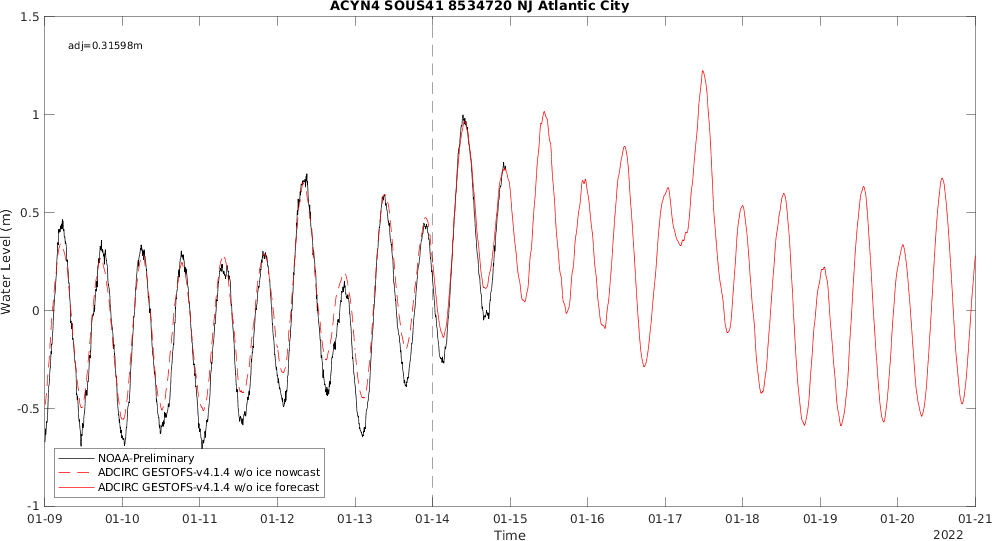 ACYN4 SOUS41 8534720 NJ Atlantic City
1.5
adj=0.31598m
1
0.5
Water Level (m)
0
-0.5
NOAA-Preliminary
ADCIRC GESTOFS-v4.1.4 w/o ice nowcast
ADCIRC GESTOFS-v4.1.4 w/o ice forecast
-1
01-09 01-10 01-11 01-12 01-13 01-14 01-15 01-16 01-17 01-18 01-19 01-20 01-21
Time
2022